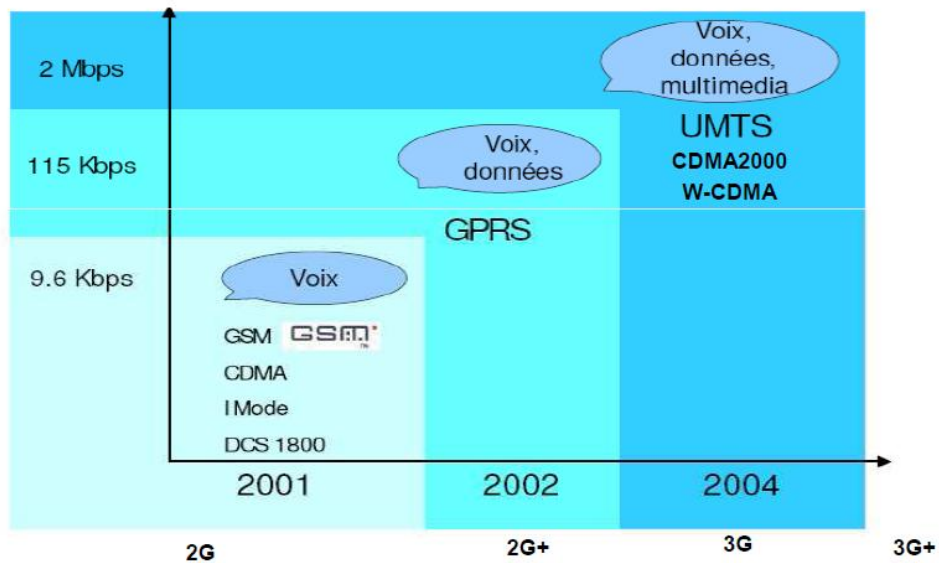 2 Mbps
Voix,
données,
multimedia
UMTS
CDMA2000
W-CDMA
115 Kbps
Voix,
données
GPRS
9.6 Kbps
Voix
GSM GSM
CDMA
I Mode
DCS 1800
2001 2002 2004
2G 2G+ 3G 3G+